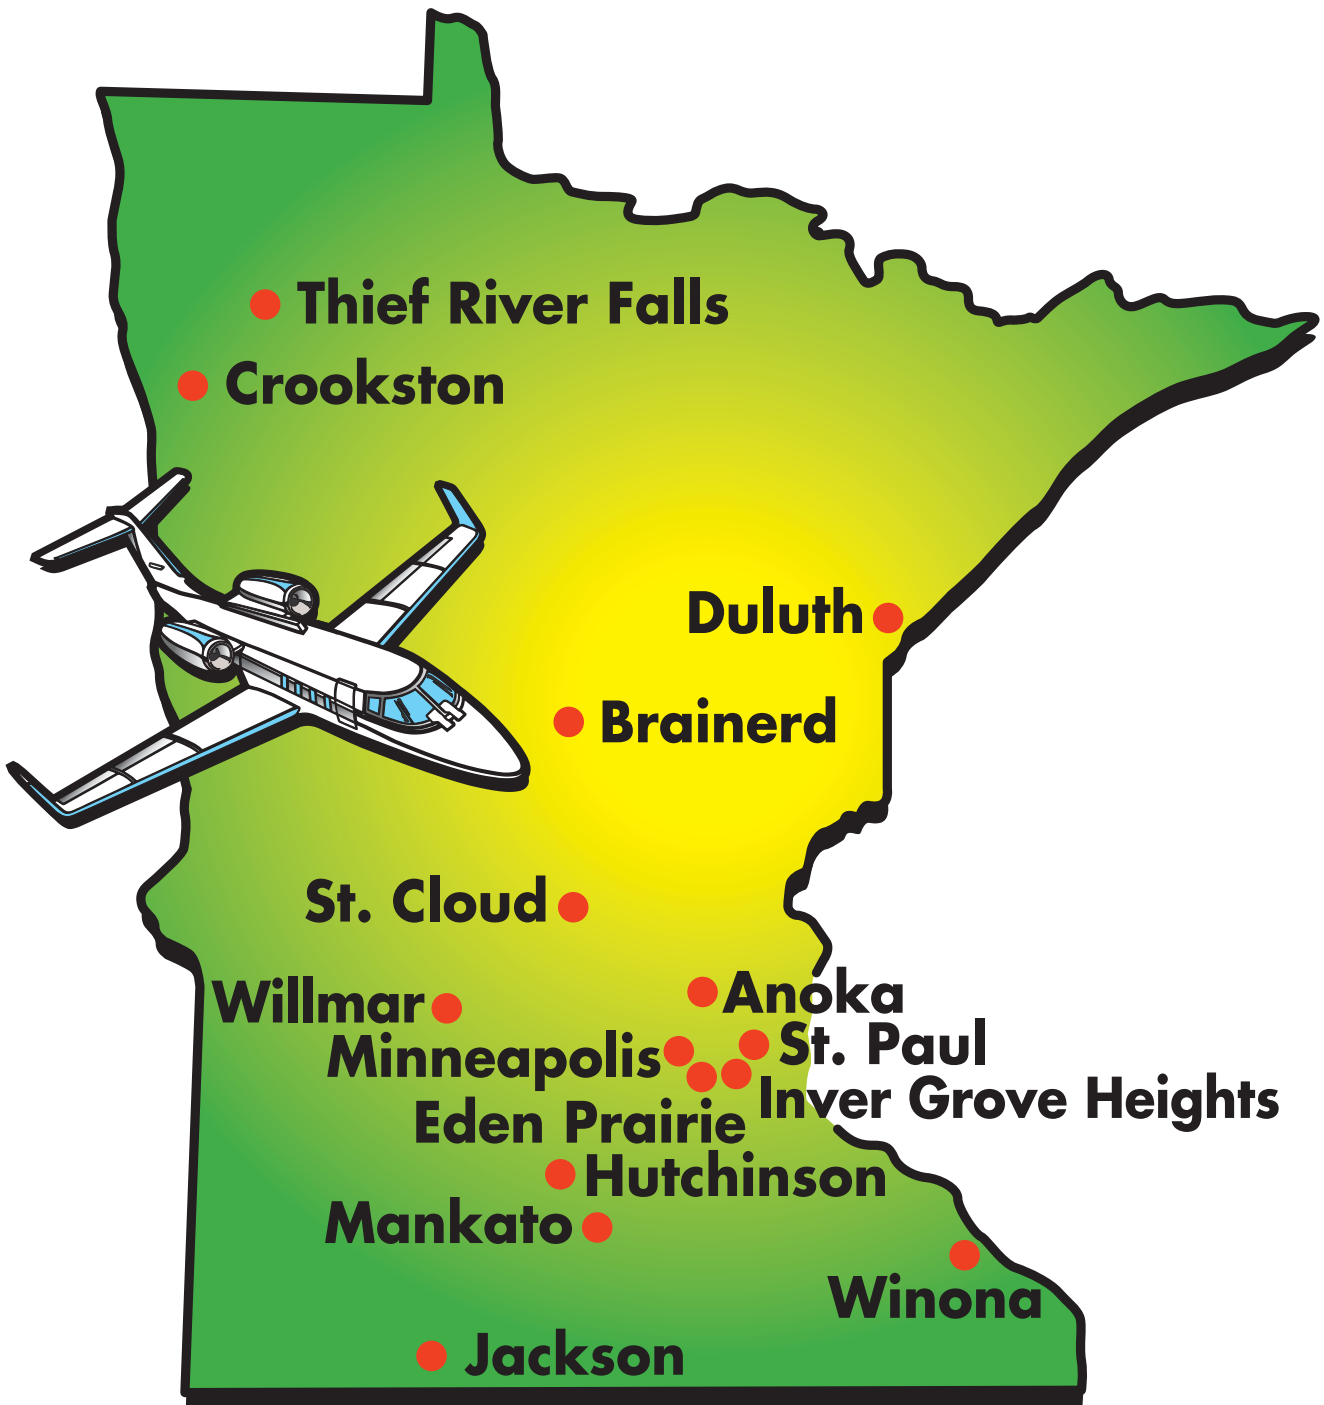 Thief River Falls
Crookston
Duluth
Brainerd
St. Cloud
Anoka
Willmar
St. Paul
Minneapolis
Inver Grove Heights
Eden Prairie
Hutchinson
Mankato
Winona
Jackson